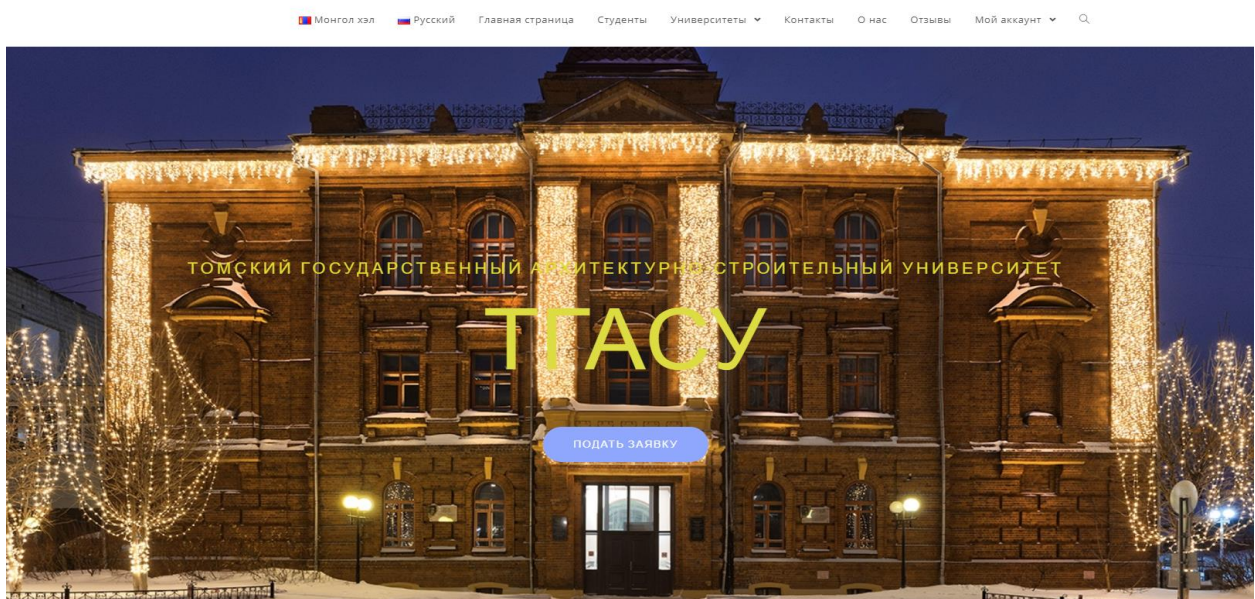 Монгол хэл Русский Главная страница Студенты Университеты Контакты О нас Отзывы Мой аккаунт
ТОМСКИЙ ГОСУДАРСТВЕННЫЙ АРХИТЕКТУРНО-СТРОИТЕЛЬНЫЙ УНИВЕРСИТЕТ
ТГАСУ
ПОДАТЬ ЗАЯВКУ